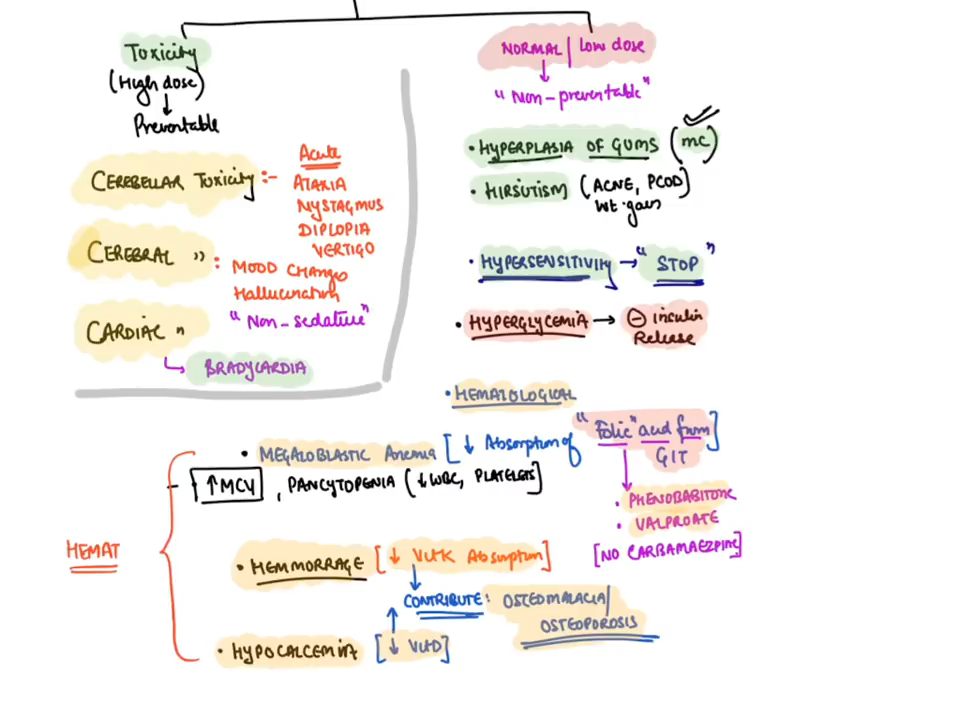 Toxicity
(High dose)
Preventable
CEREBELLAR Toxicity :-
Acute
ATAXIA
NYSTAGMUS
DIPLOPIA
VERTIGO
CEREBRAL " :
MOOD CHANGES
Hallucination
"Non-sedative"
CARDIAC "
BRADYCARDIA
NORMAL | Low dose
"Non-preventable"
• HYPERPLASIA OF GUMS (MC)
• HIRSUTISM (ACNE, PCOD)
Wt. gain
• HYPERSENSITIVITY → "STOP"
• HYPERGLYCEMIA → ⊖ insulin
Release
• HEMATOLOGICAL
HEMAT
• MEGALOBLASTIC Anemia [↓ Absorption of "Folic" acid from]
GIT
↑MCV, PANCYTOPENIA (↓WBC, PLATELETS]
• PHENOBABITONE
• VALPROATE
[NO CARBAMAEZPINE]
• HEMMORRAGE [↓ Vit K Absorption]
CONTRIBUTE: OSTEOMALACIA/
OSTEOPOROSIS
• HYPOCALCEMIA [↓ Vit D]